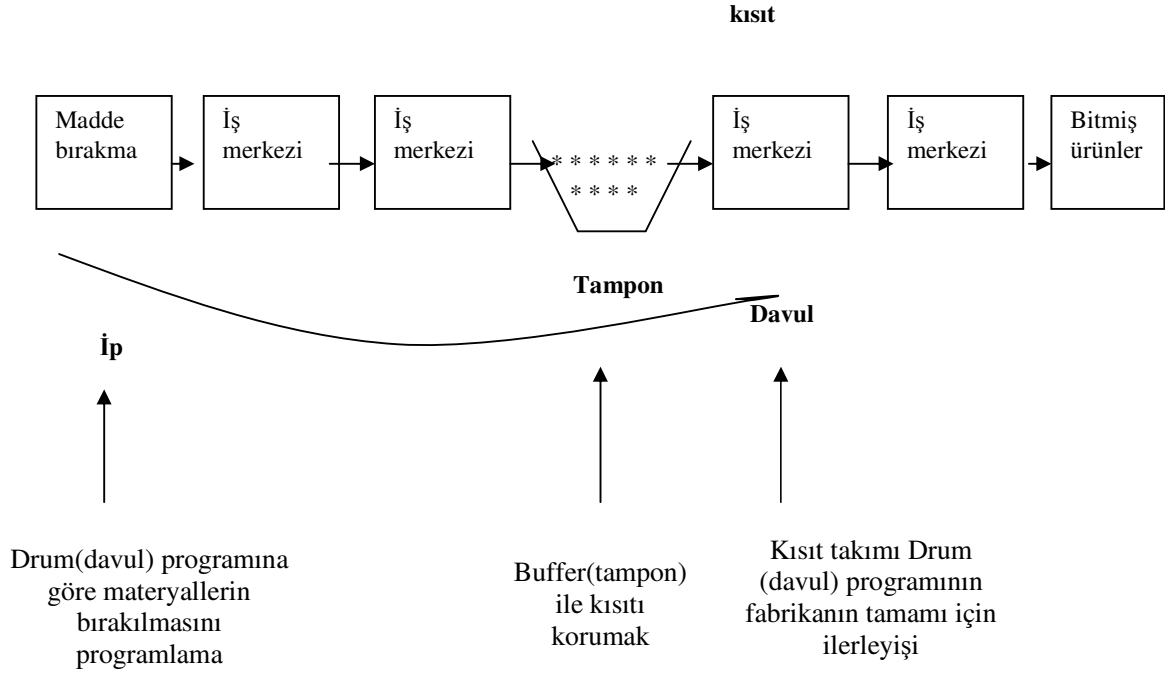 kısıt
Madde
bırakma
İş
merkezi
İş
merkezi
* * * * * *
* * * *
İş
merkezi
İş
merkezi
Bitmiş
ürünler
Tampon
Davul
İp
Drum(davul) programına
göre materyallerin
bırakılmasını
programlama
Buffer(tampon)
ile kısıtı
korumak
Kısıt takımı Drum
(davul) programının
fabrikanın tamamı için
ilerleyişi